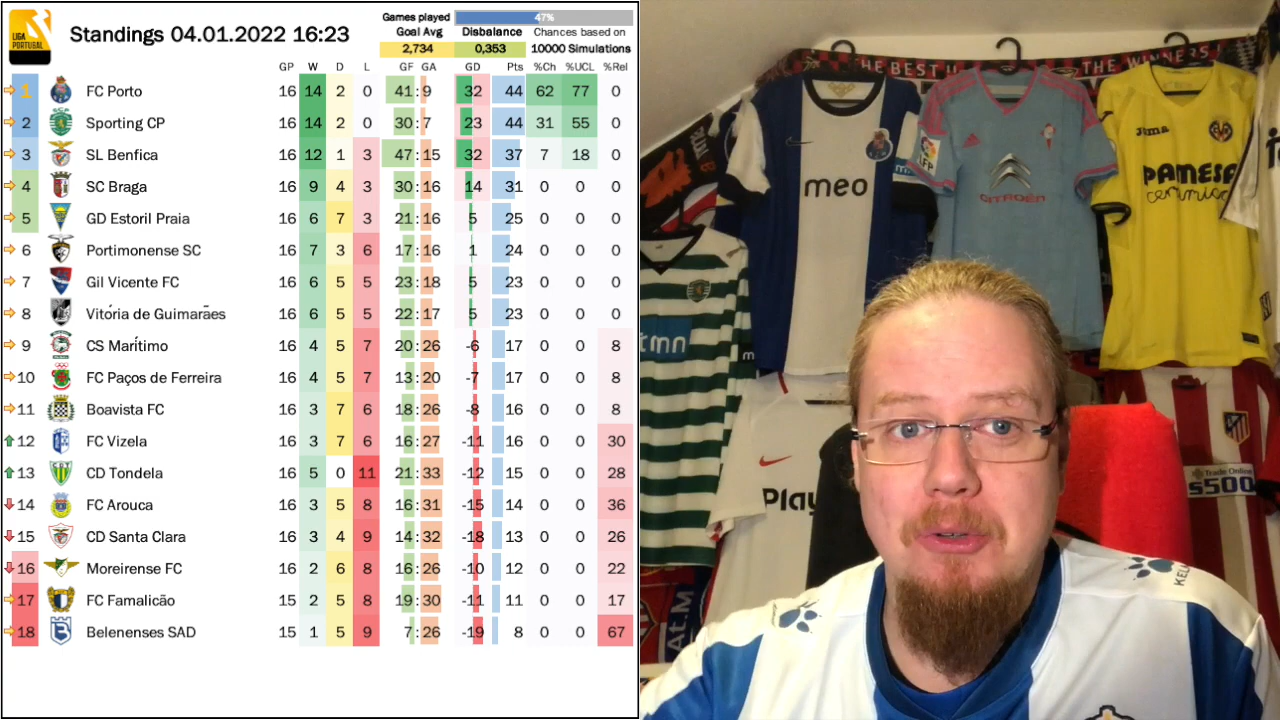 LIGA
PORTUGAL
Standings 04.01.2022 16:23
Games played 47%
Goal Avg Disbalance Chances based on
2,734 0,353 10000 Simulations
GP W D L GF GA GD Pts %Ch %UCL %Rel
1 FC Porto 16 14 2 0 41:9 32 44 62 77 0
2 Sporting CP 16 14 2 0 30:7 23 44 31 55 0
3 SL Benfica 16 12 1 3 47:15 32 37 7 18 0
4 SC Braga 16 9 4 3 30:16 14 31 0 0 0
5 GD Estoril Praia 16 6 7 3 21:16 5 25 0 0 0
6 Portimonense SC 16 7 3 6 17:16 1 24 0 0 0
7 Gil Vicente FC 16 6 5 5 23:18 5 23 0 0 0
8 Vitória de Guimarães 16 6 5 5 22:17 5 23 0 0 0
9 CS Marítimo 16 4 5 7 20:26 -6 17 0 0 8
10 FC Paços de Ferreira 16 4 5 7 13:20 -7 17 0 0 8
11 Boavista FC 16 3 7 6 18:26 -8 16 0 0 8
12 FC Vizela 16 3 7 6 16:27 -11 16 0 0 30
13 CD Tondela 16 5 0 11 21:33 -12 15 0 0 28
14 FC Arouca 16 3 5 8 16:31 -15 14 0 0 36
15 CD Santa Clara 16 3 4 9 14:32 -18 13 0 0 26
16 Moreirense FC 16 2 6 8 16:26 -10 12 0 0 22
17 FC Famalicão 15 2 5 8 19:30 -11 11 0 0 17
18 Belenenses SAD 15 1 5 9 7:26 -19 8 0 0 67
THE BEST THE WINNERS
meo
LFP
CITROËN
Joma
PAMESA
cerámica
tmn
Play
Trade Online
s500
At.M
KEL